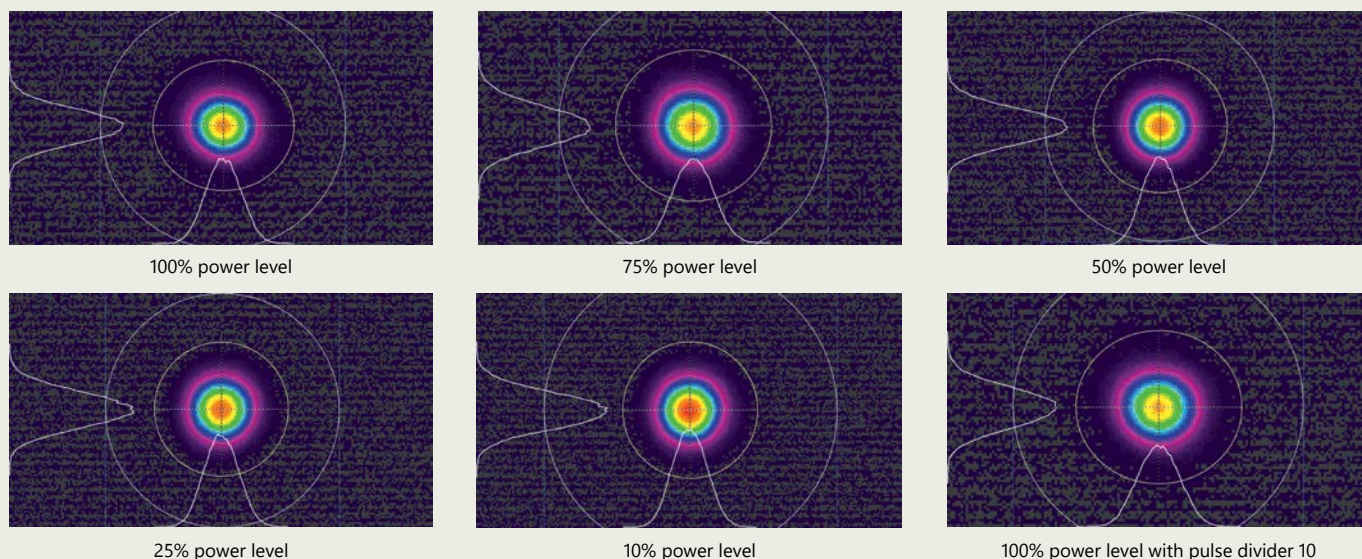 100% power level
75% power level
50% power level
25% power level
10% power level
100% power level with pulse divider 10